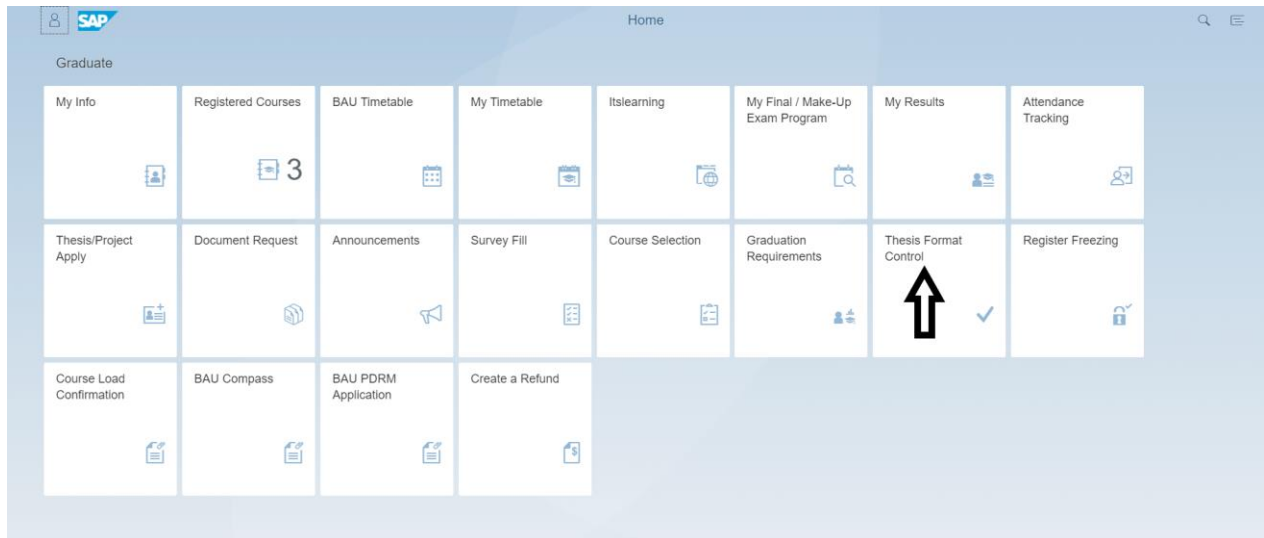 SAP
Home
Graduate
My Info
Registered Courses
3
BAU Timetable
My Timetable
Itslearning
My Final / Make-Up
Exam Program
My Results
Attendance
Tracking
Thesis/Project
Apply
Document Request
Announcements
Survey Fill
Course Selection
Graduation
Requirements
Thesis Format
Control
Register Freezing
Course Load
Confirmation
BAU Compass
BAU PDRM
Application
Create a Refund